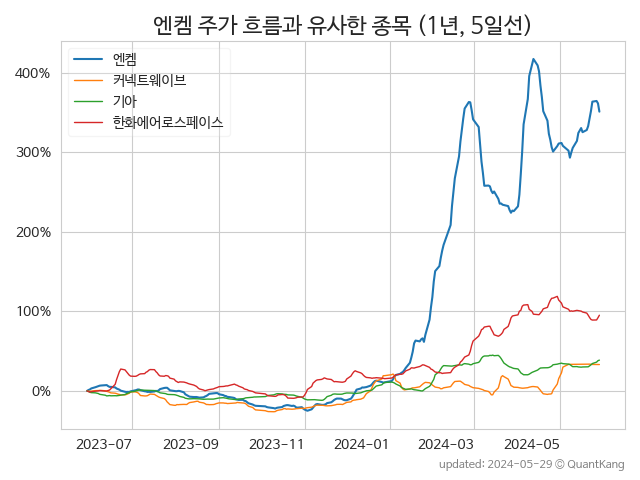 엔켐 주가 흐름과 유사한 종목 (1년, 5일선)
엔켐
커넥트웨이브
기아
한화에어로스페이스
400%
300%
200%
100%
0%
2023-07 2023-09 2023-11 2024-01 2024-03 2024-05
updated: 2024-05-29 © QuantKang